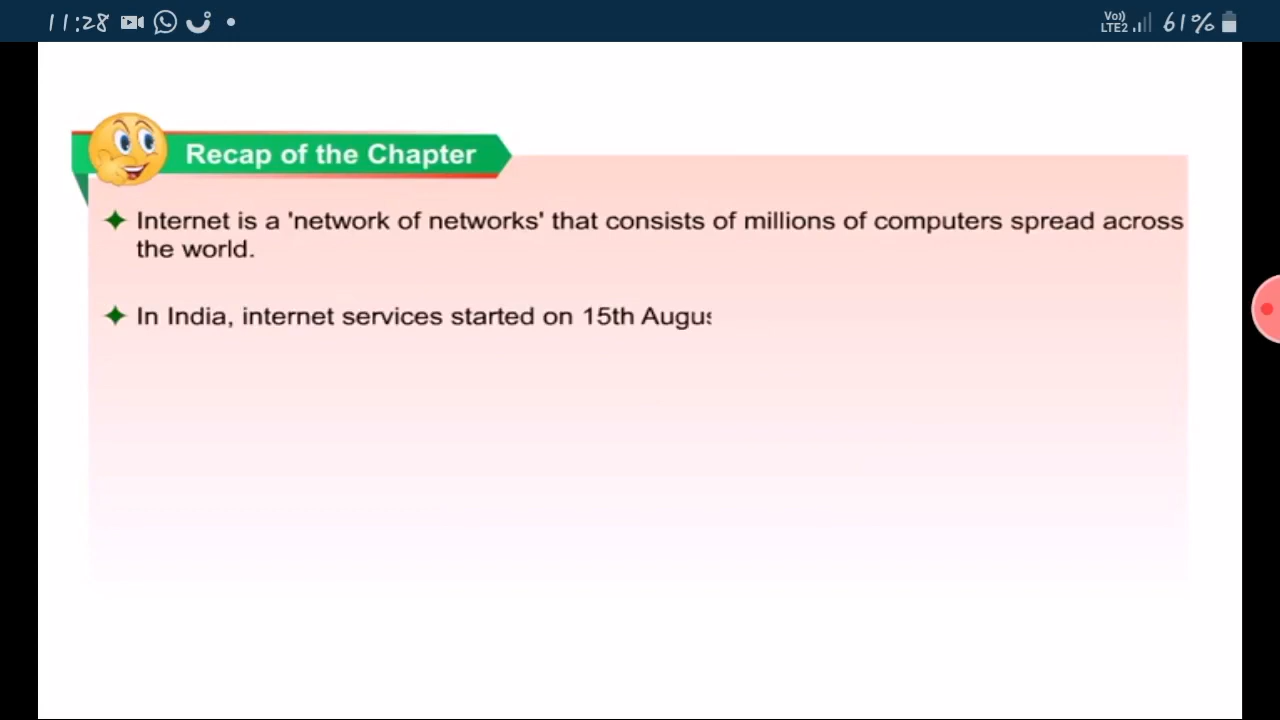 11:28
Vo)) LTE2 61%
Recap of the Chapter
Internet is a 'network of networks' that consists of millions of computers spread across
the world.
In India, internet services started on 15th Augus